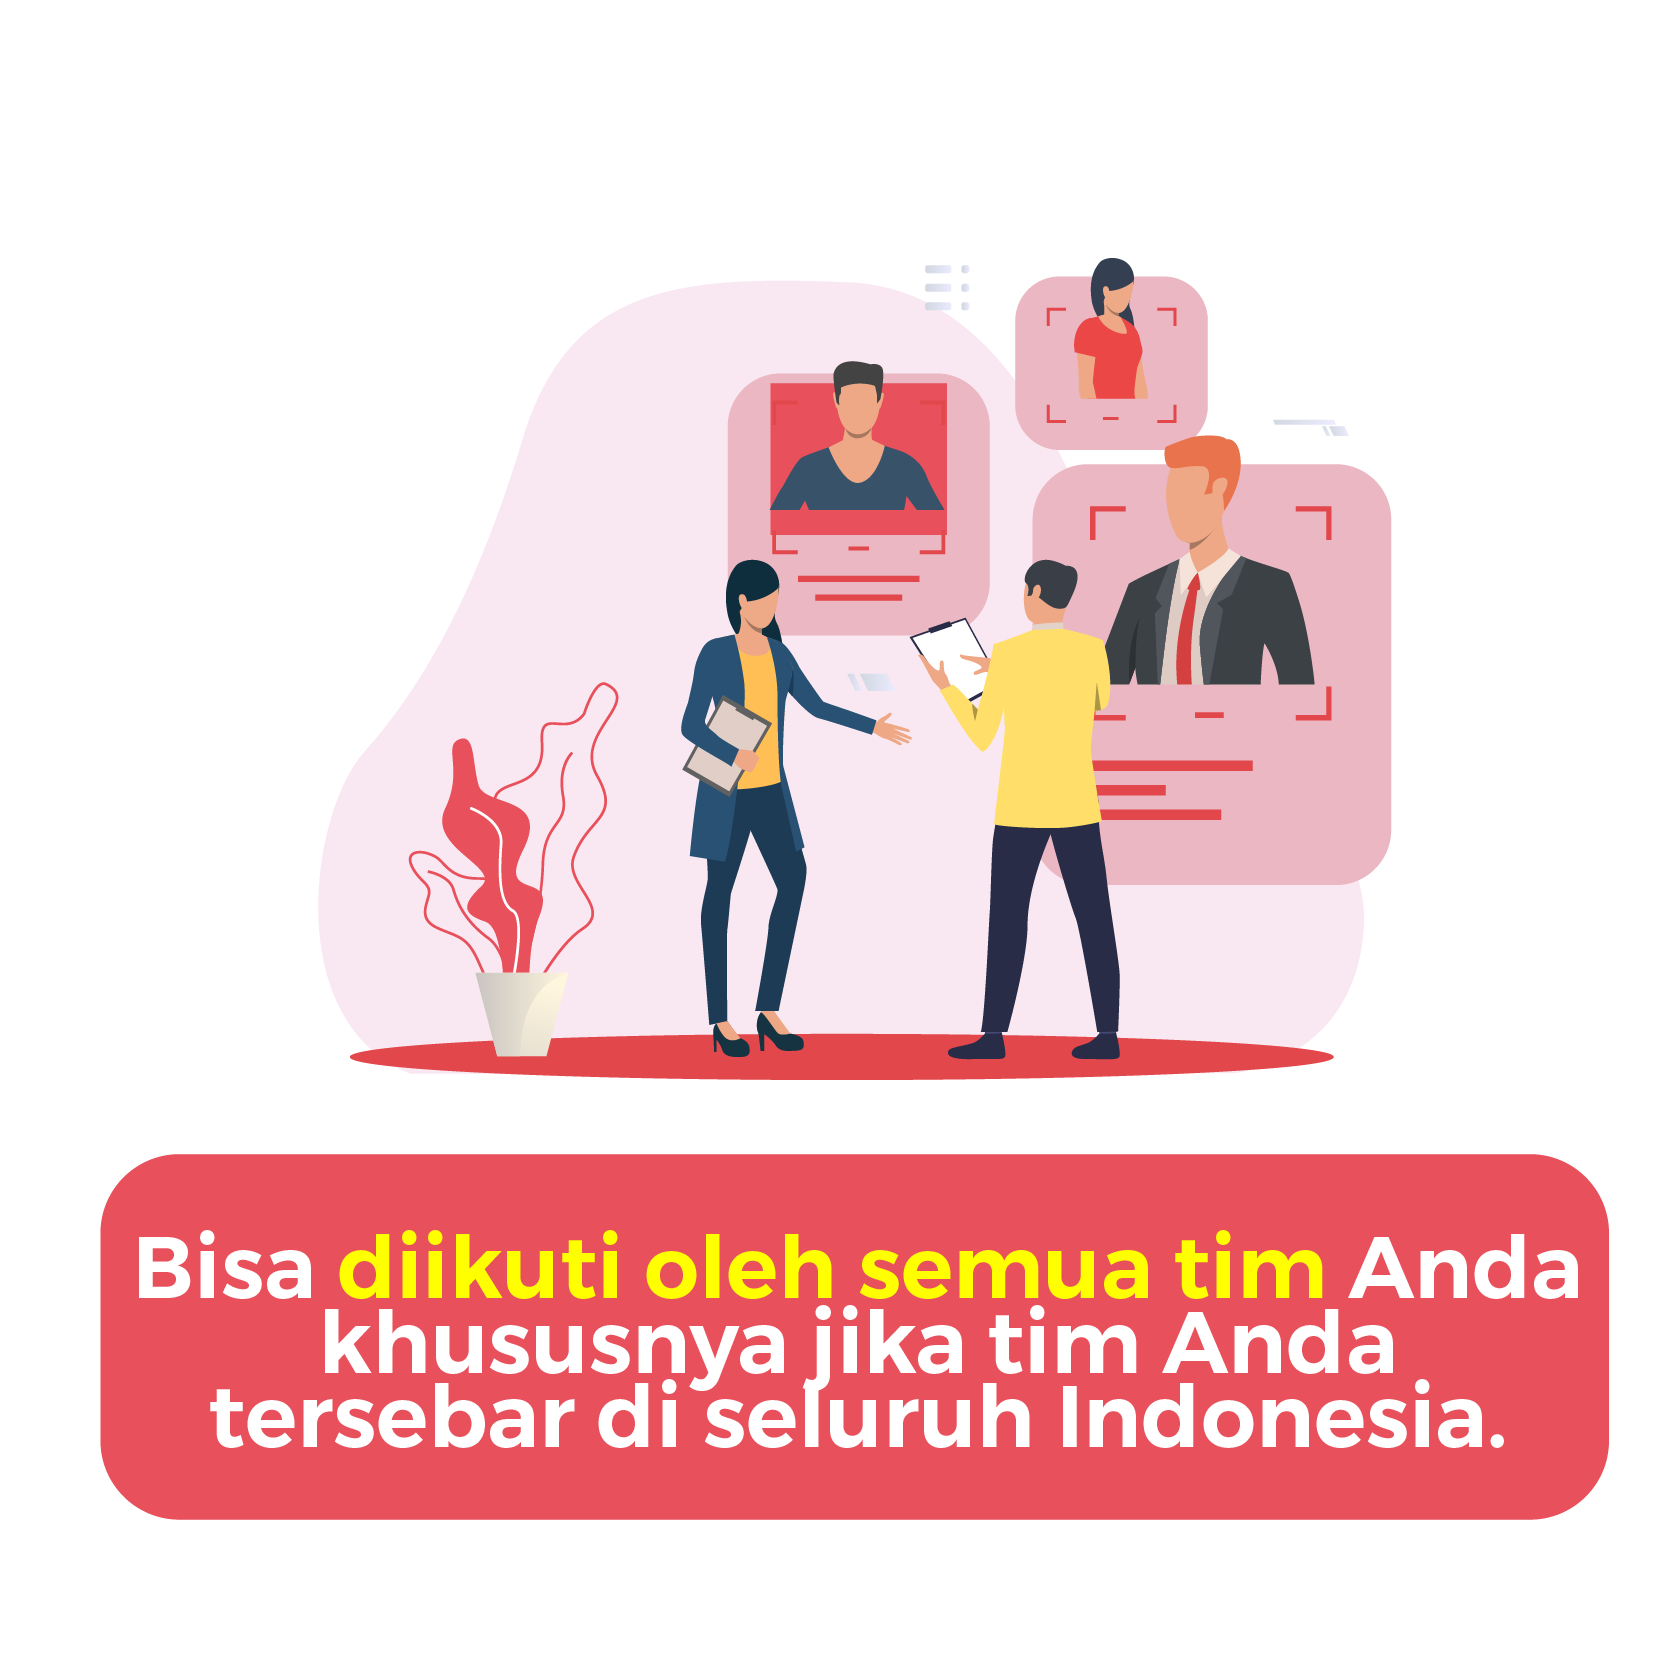 Bisa diikuti oleh semua tim Anda
khususnya jika tim Anda
tersebar di seluruh Indonesia.